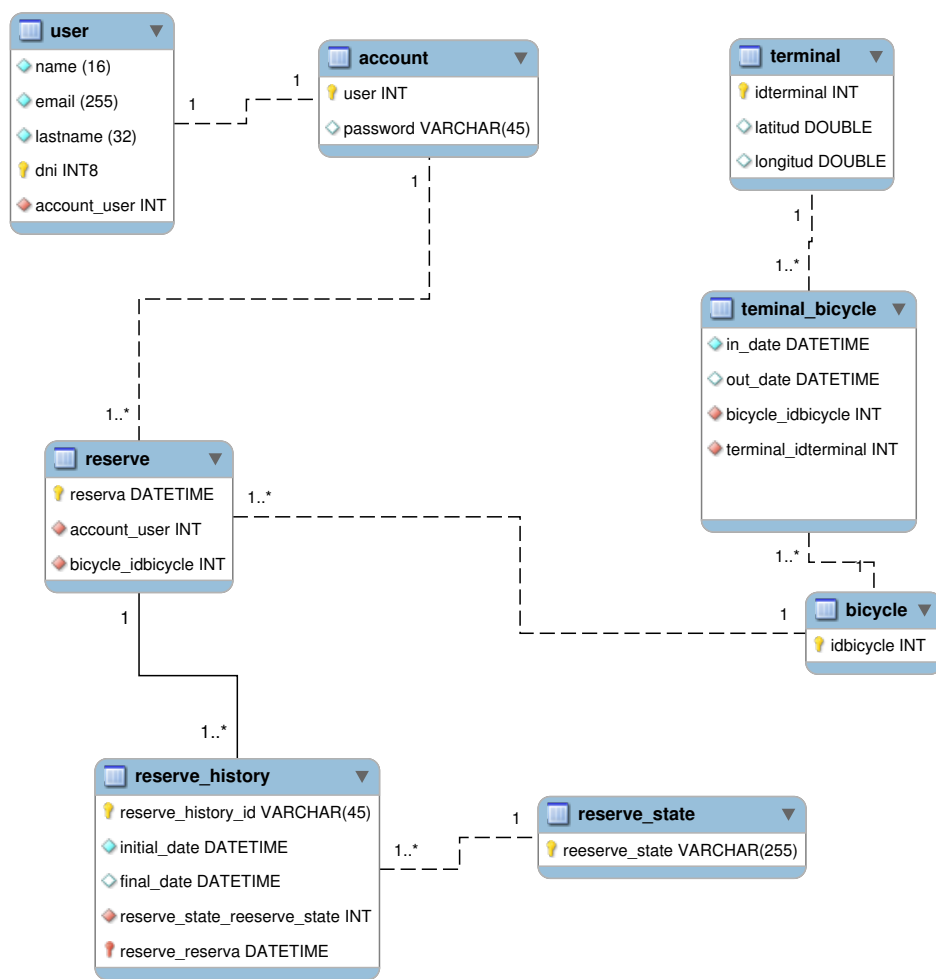 user
name (16)
email (255)
lastname (32)
dni INT8
account_user INT
1
1
account
user INT
password VARCHAR(45)
1
terminal
idterminal INT
latitud DOUBLE
longitud DOUBLE
1
1..*
teminal_bicycle
in_date DATETIME
out_date DATETIME
bicycle_idbicycle INT
terminal_idterminal INT
1..*
1
bicycle
idbicycle INT
1..*
reserve
reserva DATETIME
account_user INT
bicycle_idbicycle INT
1..*
1
1
1..*
reserve_history
reserve_history_id VARCHAR(45)
initial_date DATETIME
final_date DATETIME
reserve_state_reeserve_state INT
reserve_reserva DATETIME
1..*
1
reserve_state
reeserve_state VARCHAR(255)